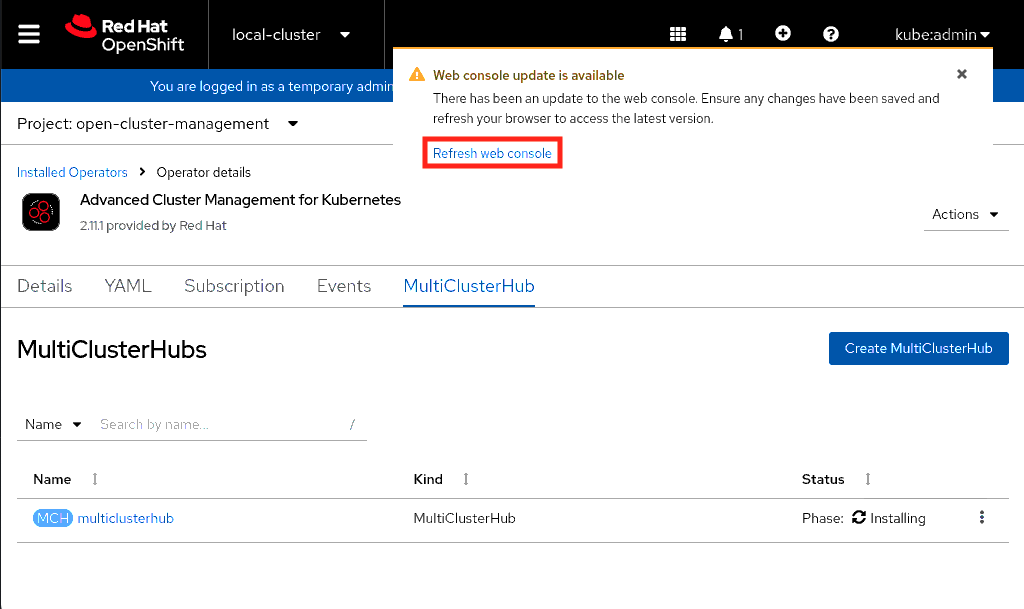 Red Hat
OpenShift
local-cluster
1
kube:admin
You are logged in as a temporary admin
Web console update is available
There has been an update to the web console. Ensure any changes have been saved and
refresh your browser to access the latest version.
Refresh web console
Project: open-cluster-management
Installed Operators
Operator details
Advanced Cluster Management for Kubernetes
2.11.1 provided by Red Hat
Actions
Details YAML Subscription Events MultiClusterHub
MultiClusterHubs
Create MultiClusterHub
Name Search by name... /
Name Kind Status
MCH multiclusterhub MultiClusterHub Phase: Installing